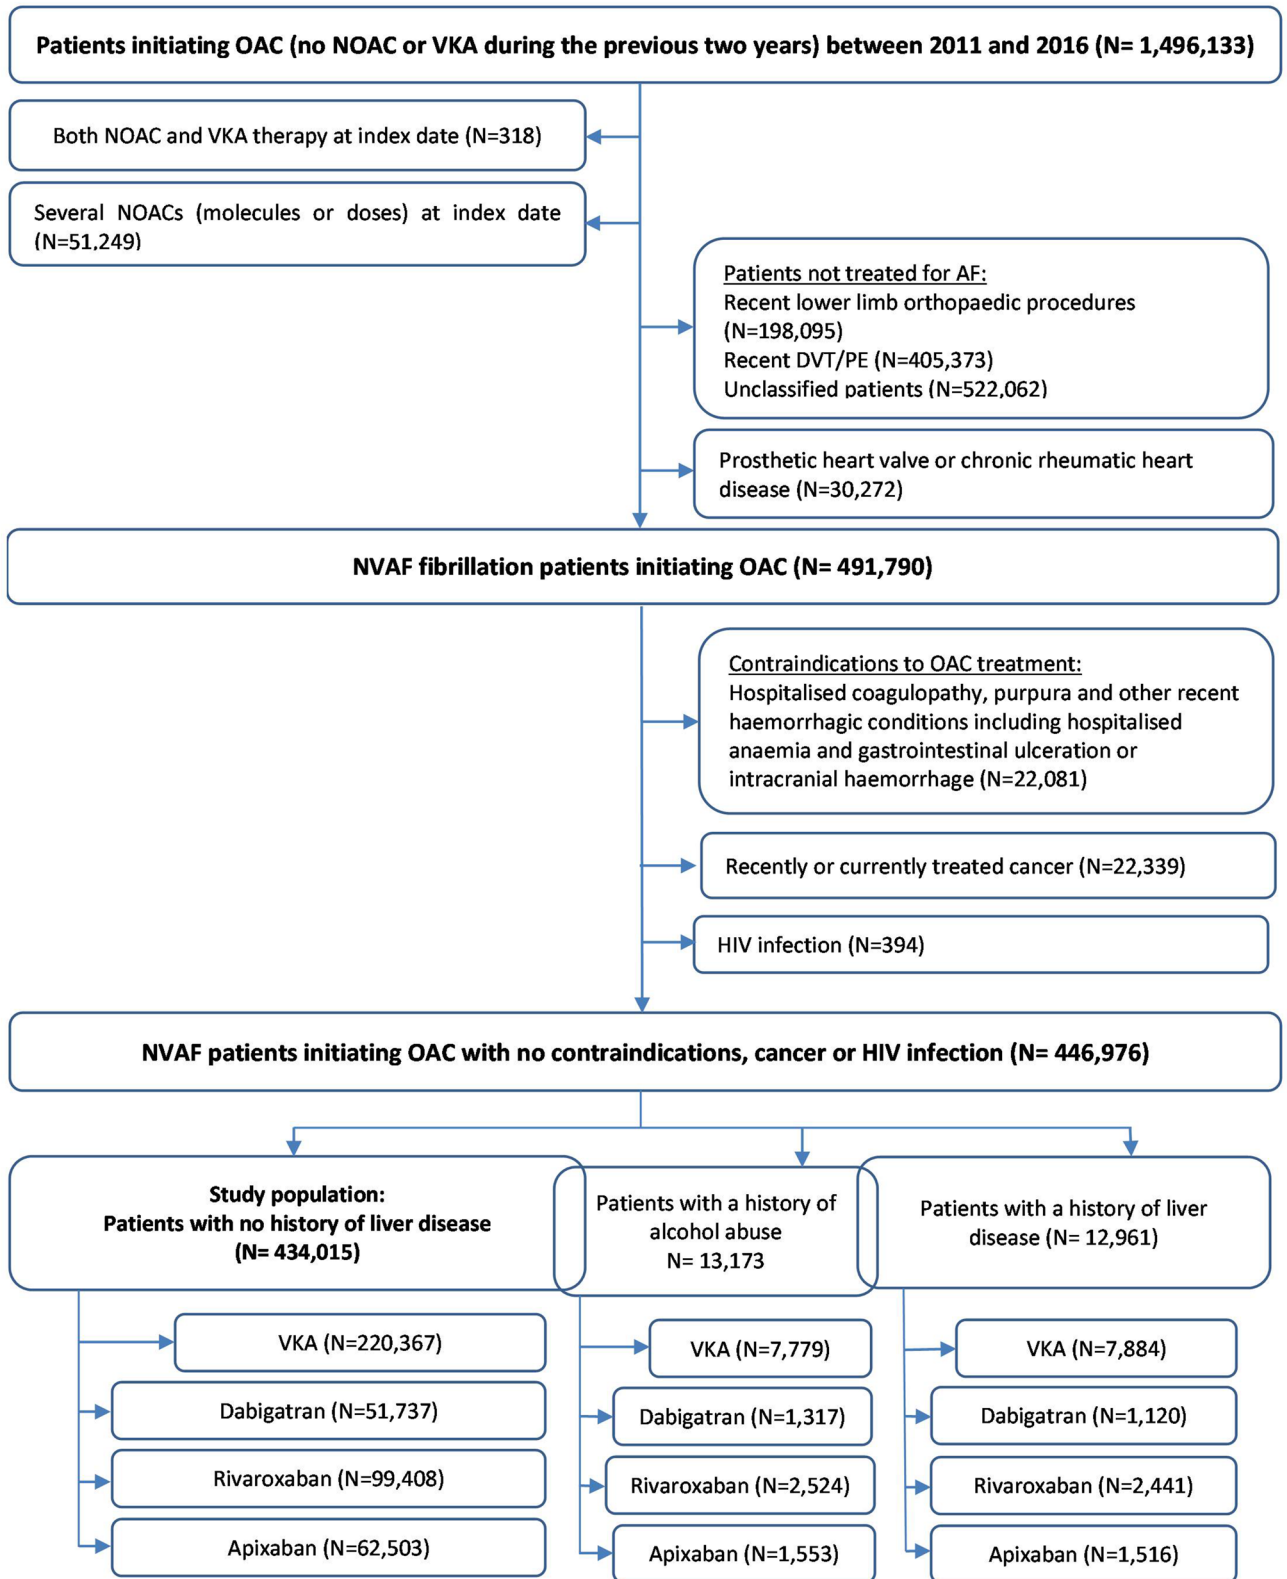 Patients initiating OAC (no NOAC or VKA during the previous two years) between 2011 and 2016 (N= 1,496,133)
Both NOAC and VKA therapy at index date (N=318)
Several NOACs (molecules or doses) at index date
(N=51,249)
Patients not treated for AF:
Recent lower limb orthopaedic procedures
(N=198,095)
Recent DVT/PE (N=405,373)
Unclassified patients (N=522,062)
Prosthetic heart valve or chronic rheumatic heart
disease (N=30,272)
NVAF fibrillation patients initiating OAC (N= 491,790)
Contraindications to OAC treatment:
Hospitalised coagulopathy, purpura and other recent
haemorrhagic conditions including hospitalised
anaemia and gastrointestinal ulceration or
intracranial haemorrhage (N=22,081)
Recently or currently treated cancer (N=22,339)
HIV infection (N=394)
NVAF patients initiating OAC with no contraindications, cancer or HIV infection (N= 446,976)
Study population:
Patients with no history of liver disease
(N= 434,015)
Patients with a history of
alcohol abuse
N= 13,173
Patients with a history of liver
disease (N= 12,961)
VKA (N=220,367)
Dabigatran (N=51,737)
Rivaroxaban (N=99,408)
Apixaban (N=62,503)
VKA (N=7,779)
Dabigatran (N=1,317)
Rivaroxaban (N=2,524)
Apixaban (N=1,553)
VKA (N=7,884)
Dabigatran (N=1,120)
Rivaroxaban (N=2,441)
Apixaban (N=1,516)